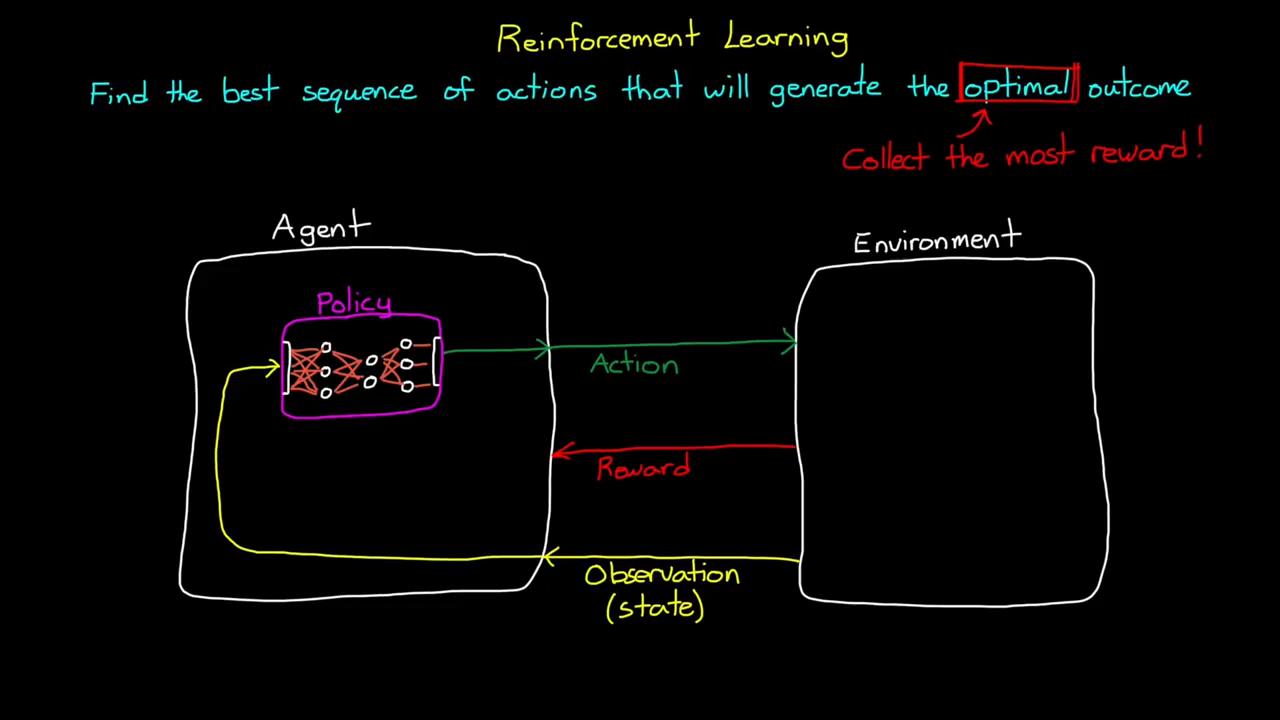 Reinforcement Learning
Find the best sequence of actions that will generate the optimal outcome
Collect the most reward!
Agent
Environment
Policy
Action
Reward
Observation
(state)